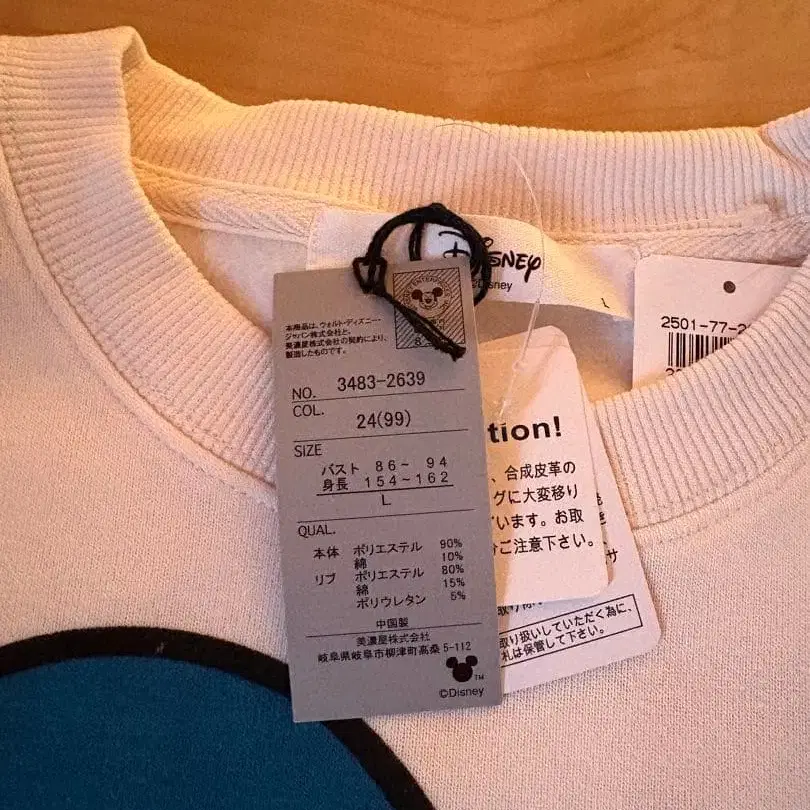 Disney
©Disney
L
本商品は、ウォルト・ディズニー・
ジャパン株式会社と、
美濃屋株式会社の契約により、
製造したものです。
NO. 3483-2639
COL.
24(99)
SIZE
バスト 86- 94
身長 154~162
L
QUAL.
本体 ポリエステル 90%
綿 10%
リブ ポリエステル 80%
綿 15%
ポリウレタン 5%
中国製
美濃屋株式会社
岐阜県岐阜市柳津町高桑5-112
TM
©Disney
tion!
、合成皮革の
グに大変移り
います。お取
ご注意下さい。
取り扱いしていただく為に、
札は保管して下さい。
2501-77-2